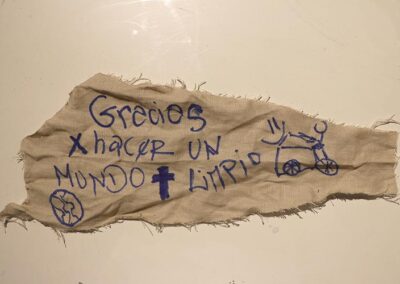 Gracias
x hacer UN
MUNDO + Limpio